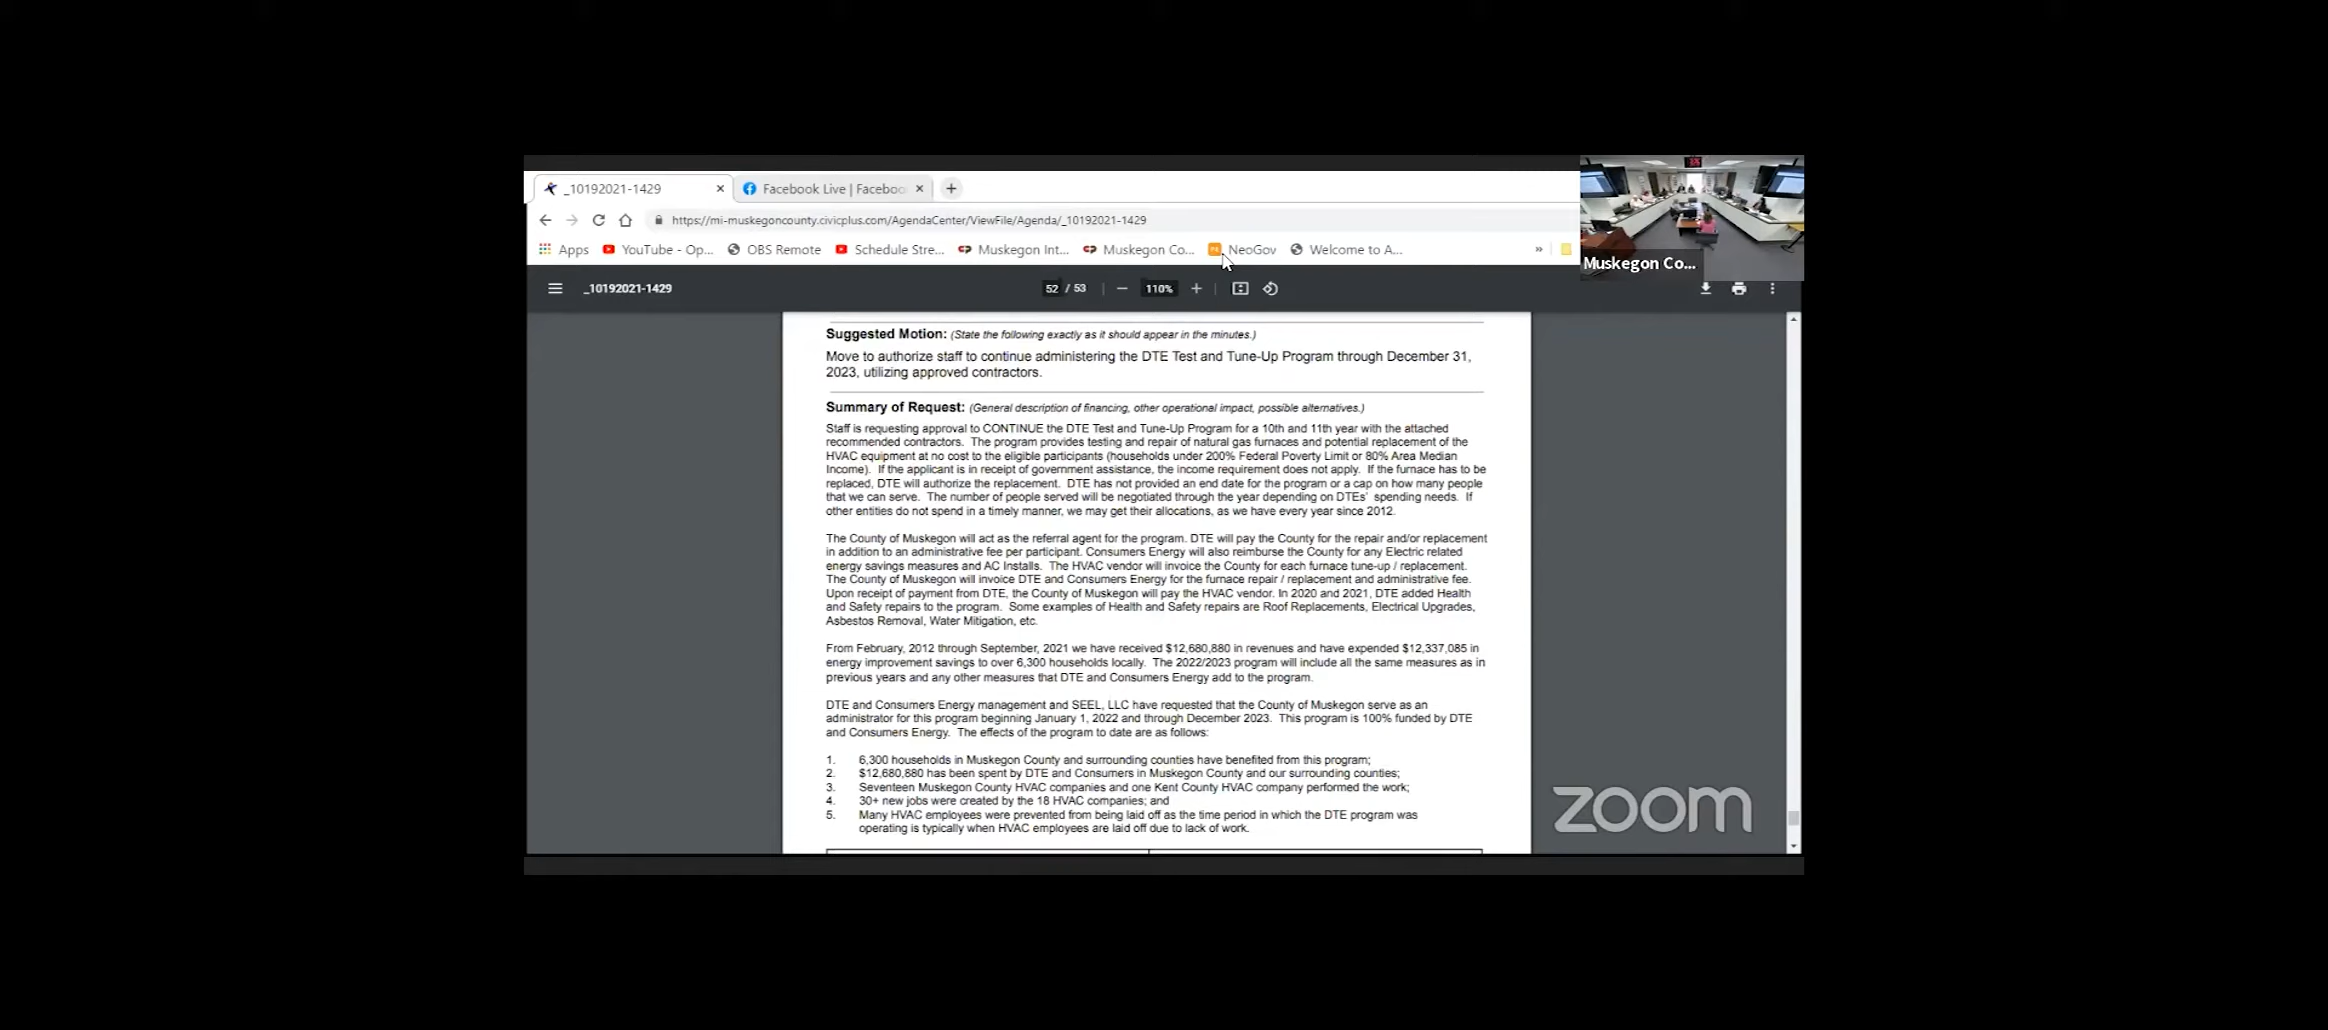 _10192021-1429
Facebook Live | Faceboo
https://mi-muskegoncounty.civicplus.com/AgendaCenter/ViewFile/Agenda/_10192021-1429
Apps YouTube - Op... OBS Remote Schedule Stre... Muskegon Int... Muskegon Co... NeoGov Welcome to A... »
Muskegon Co...
_10192021-1429 52 / 53 110%
Suggested Motion: (State the following exactly as it should appear in the minutes.)
Move to authorize staff to continue administering the DTE Test and Tune-Up Program through December 31,
2023, utilizing approved contractors.
Summary of Request: (General description of financing, other operational impact, possible alternatives.)
Staff is requesting approval to CONTINUE the DTE Test and Tune-Up Program for a 10th and 11th year with the attached
recommended contractors. The program provides testing and repair of natural gas furnaces and potential replacement of the
HVAC equipment at no cost to the eligible participants (households under 200% Federal Poverty Limit or 80% Area Median
Income). If the applicant is in receipt of government assistance, the income requirement does not apply. If the furnace has to be
replaced, DTE will authorize the replacement. DTE has not provided an end date for the program or a cap on how many people
that we can serve. The number of people served will be negotiated through the year depending on DTEs' spending needs. If
other entities do not spend in a timely manner, we may get their allocations, as we have every year since 2012.
The County of Muskegon will act as the referral agent for the program. DTE will pay the County for the repair and/or replacement
in addition to an administrative fee per participant. Consumers Energy will also reimburse the County for any Electric related
energy savings measures and AC Installs. The HVAC vendor will invoice the County for each furnace tune-up / replacement.
The County of Muskegon will invoice DTE and Consumers Energy for the furnace repair / replacement and administrative fee.
Upon receipt of payment from DTE, the County of Muskegon will pay the HVAC vendor. In 2020 and 2021, DTE added Health
and Safety repairs to the program. Some examples of Health and Safety repairs are Roof Replacements, Electrical Upgrades,
Asbestos Removal, Water Mitigation, etc.
From February, 2012 through September, 2021 we have received $12,680,880 in revenues and have expended $12,337,085 in
energy improvement savings to over 6,300 households locally. The 2022/2023 program will include all the same measures as in
previous years and any other measures that DTE and Consumers Energy add to the program.
DTE and Consumers Energy management and SEEL, LLC have requested that the County of Muskegon serve as an
administrator for this program beginning January 1, 2022 and through December 2023. This program is 100% funded by DTE
and Consumers Energy. The effects of the program to date are as follows:
1. 6,300 households in Muskegon County and surrounding counties have benefited from this program;
2. $12,680,880 has been spent by DTE and Consumers in Muskegon County and our surrounding counties;
3. Seventeen Muskegon County HVAC companies and one Kent County HVAC company performed the work;
4. 30+ new jobs were created by the 18 HVAC companies; and
5. Many HVAC employees were prevented from being laid off as the time period in which the DTE program was
operating is typically when HVAC employees are laid off due to lack of work.
zoom